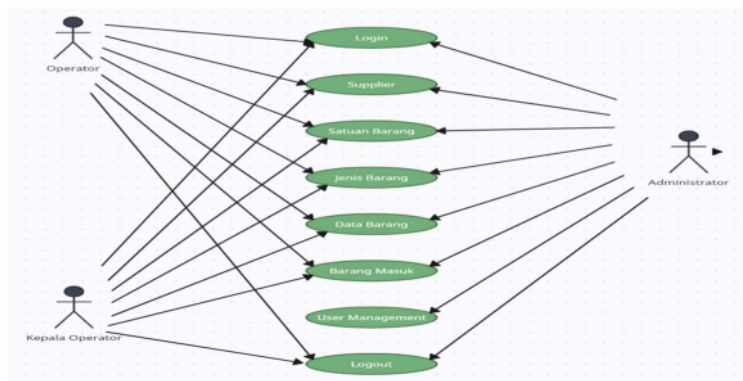 Operator
Login
Supplier
Satuan Barang
Jenis Barang
Administrator
Data Barang
Barang Masuk
User Management
Kepala Operator
Logout